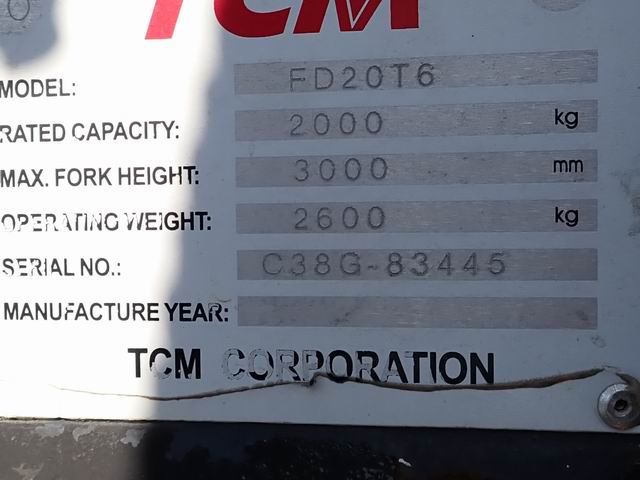 TCM
MODEL: FD20T6
RATED CAPACITY: 2000 kg
MAX. FORK HEIGHT: 3000 mm
OPERATING WEIGHT: 2600 kg
SERIAL NO.: C38G-83445
MANUFACTURE YEAR:
TCM CORPORATION